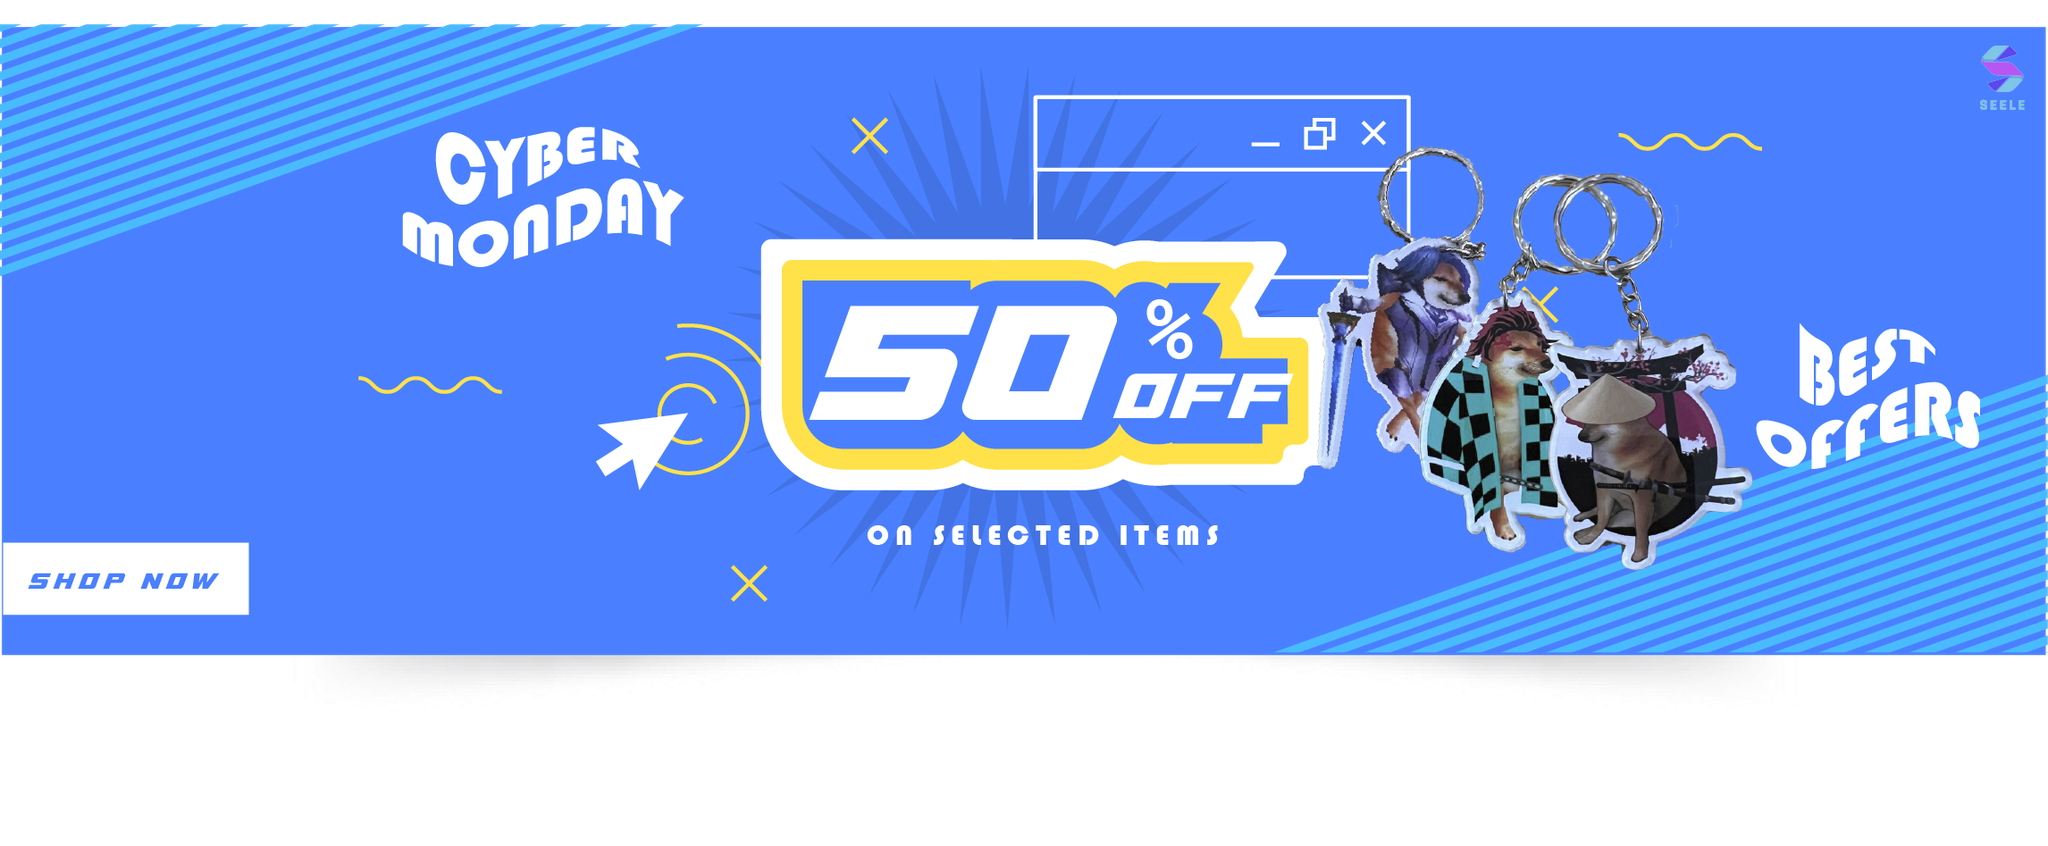 SEELE
CYBER
MONDAY
50% OFF
BEST
OFFERS
ON SELECTED ITEMS
SHOP NOW